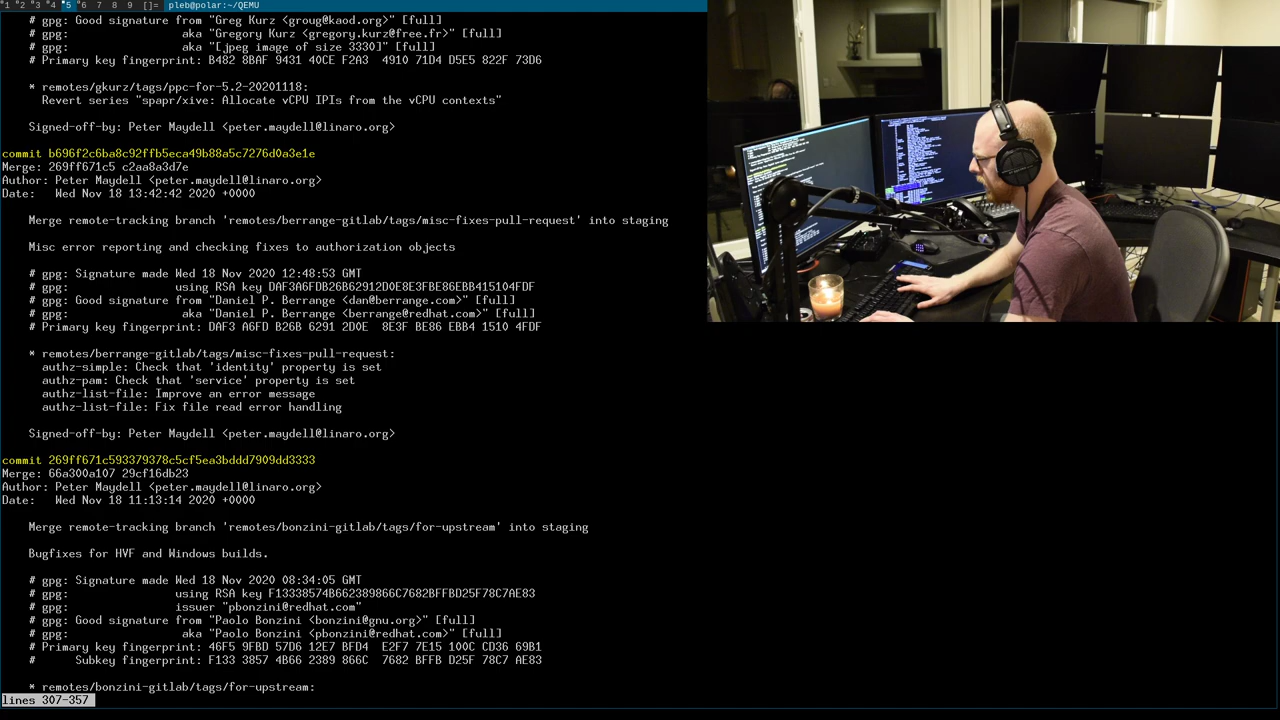 1 2 3 4 5 6 7 8 9 []= pleb@polar:~/QEMU
# gpg: Good signature from "Greg Kurz <groug@kaod.org>" [full]
# gpg: aka "Gregory Kurz <gregory.kurz@free.fr>" [full]
# gpg: aka "[jpeg image of size 3330]" [full]
# Primary key fingerprint: B482 8BAF 9431 40CE F2A3 4910 71D4 D5E5 822F 73D6
* remotes/gkurz/tags/ppc-for-5.2-20201118:
Revert series "spapr/xive: Allocate vCPU IPIs from the vCPU contexts"
Signed-off-by: Peter Maydell <peter.maydell@linaro.org>
commit b696f2c6ba8c92ffb5eca49b88a5c7276d0a3e1e
Merge: 269ff671c5 c2aa8a3d7e
Author: Peter Maydell <peter.maydell@linaro.org>
Date: Wed Nov 18 13:42:42 2020 +0000
Merge remote-tracking branch 'remotes/berrange-gitlab/tags/misc-fixes-pull-request' into staging
Misc error reporting and checking fixes to authorization objects
# gpg: Signature made Wed 18 Nov 2020 12:48:53 GMT
# gpg: using RSA key DAF3A6FDB26B62912D0E8E3FBE86EBB415104FDF
# gpg: Good signature from "Daniel P. Berrange <dan@berrange.com>" [full]
# gpg: aka "Daniel P. Berrange <berrange@redhat.com>" [full]
# Primary key fingerprint: DAF3 A6FD B26B 6291 2D0E 8E3F BE86 EBB4 1510 4FDF
* remotes/berrange-gitlab/tags/misc-fixes-pull-request:
authz-simple: Check that 'identity' property is set
authz-pam: Check that 'service' property is set
authz-list-file: Improve an error message
authz-list-file: Fix file read error handling
Signed-off-by: Peter Maydell <peter.maydell@linaro.org>
commit 269ff671c593379378c5cf5ea3bddd7909dd3333
Merge: 66a300a107 29cf16db23
Author: Peter Maydell <peter.maydell@linaro.org>
Date: Wed Nov 18 11:13:14 2020 +0000
Merge remote-tracking branch 'remotes/bonzini-gitlab/tags/for-upstream' into staging
Bugfixes for HVF and Windows builds.
# gpg: Signature made Wed 18 Nov 2020 08:34:05 GMT
# gpg: using RSA key F13338574B662389866C7682BFFBD25F78C7AE83
# gpg: issuer "pbonzini@redhat.com"
# gpg: Good signature from "Paolo Bonzini <bonzini@gnu.org>" [full]
# gpg: aka "Paolo Bonzini <pbonzini@redhat.com>" [full]
# Primary key fingerprint: 46F5 9FBD 57D6 12E7 BFD4 E2F7 7E15 100C CD36 69B1
# Subkey fingerprint: F133 3857 4B66 2389 866C 7682 BFFB D25F 78C7 AE83
* remotes/bonzini-gitlab/tags/for-upstream:
lines 307-357